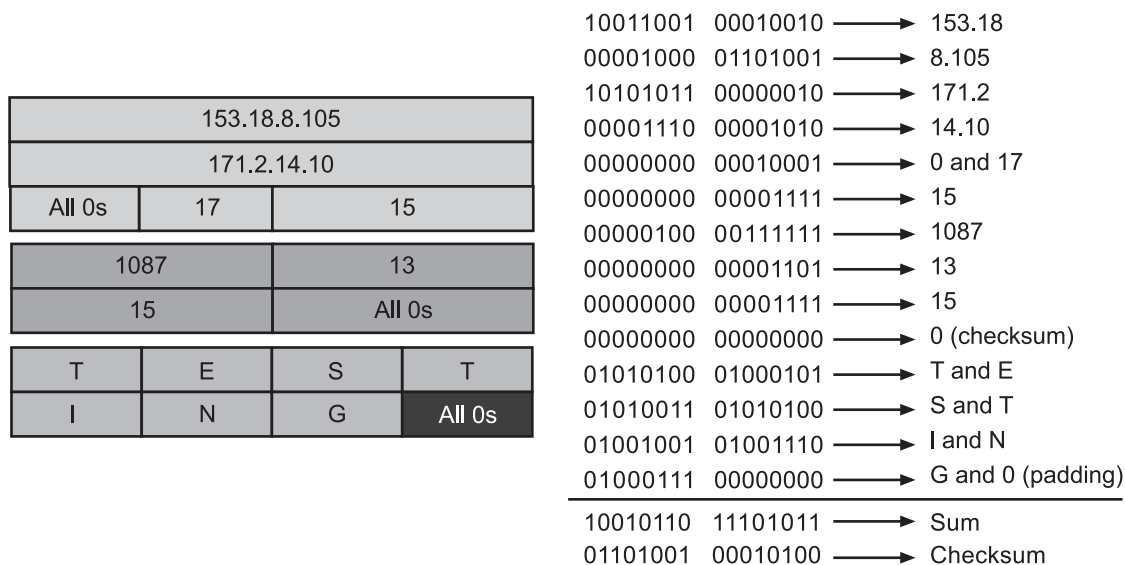 153.18.8.105
171.2.14.10
All 0s 17 15
1087 13
15 All 0s
T E S T
I N G All 0s
10011001 00010010 153.18
00001000 01101001 8.105
10101011 00000010 171.2
00001110 00001010 14.10
00000000 00010001 0 and 17
00000000 00001111 15
00000100 00111111 1087
00000000 00001101 13
00000000 00001111 15
00000000 00000000 0 (checksum)
01010100 01000101 T and E
01010011 01010100 S and T
01001001 01001110 I and N
01000111 00000000 G and 0 (padding)
10010110 11101011 Sum
01101001 00010100 Checksum